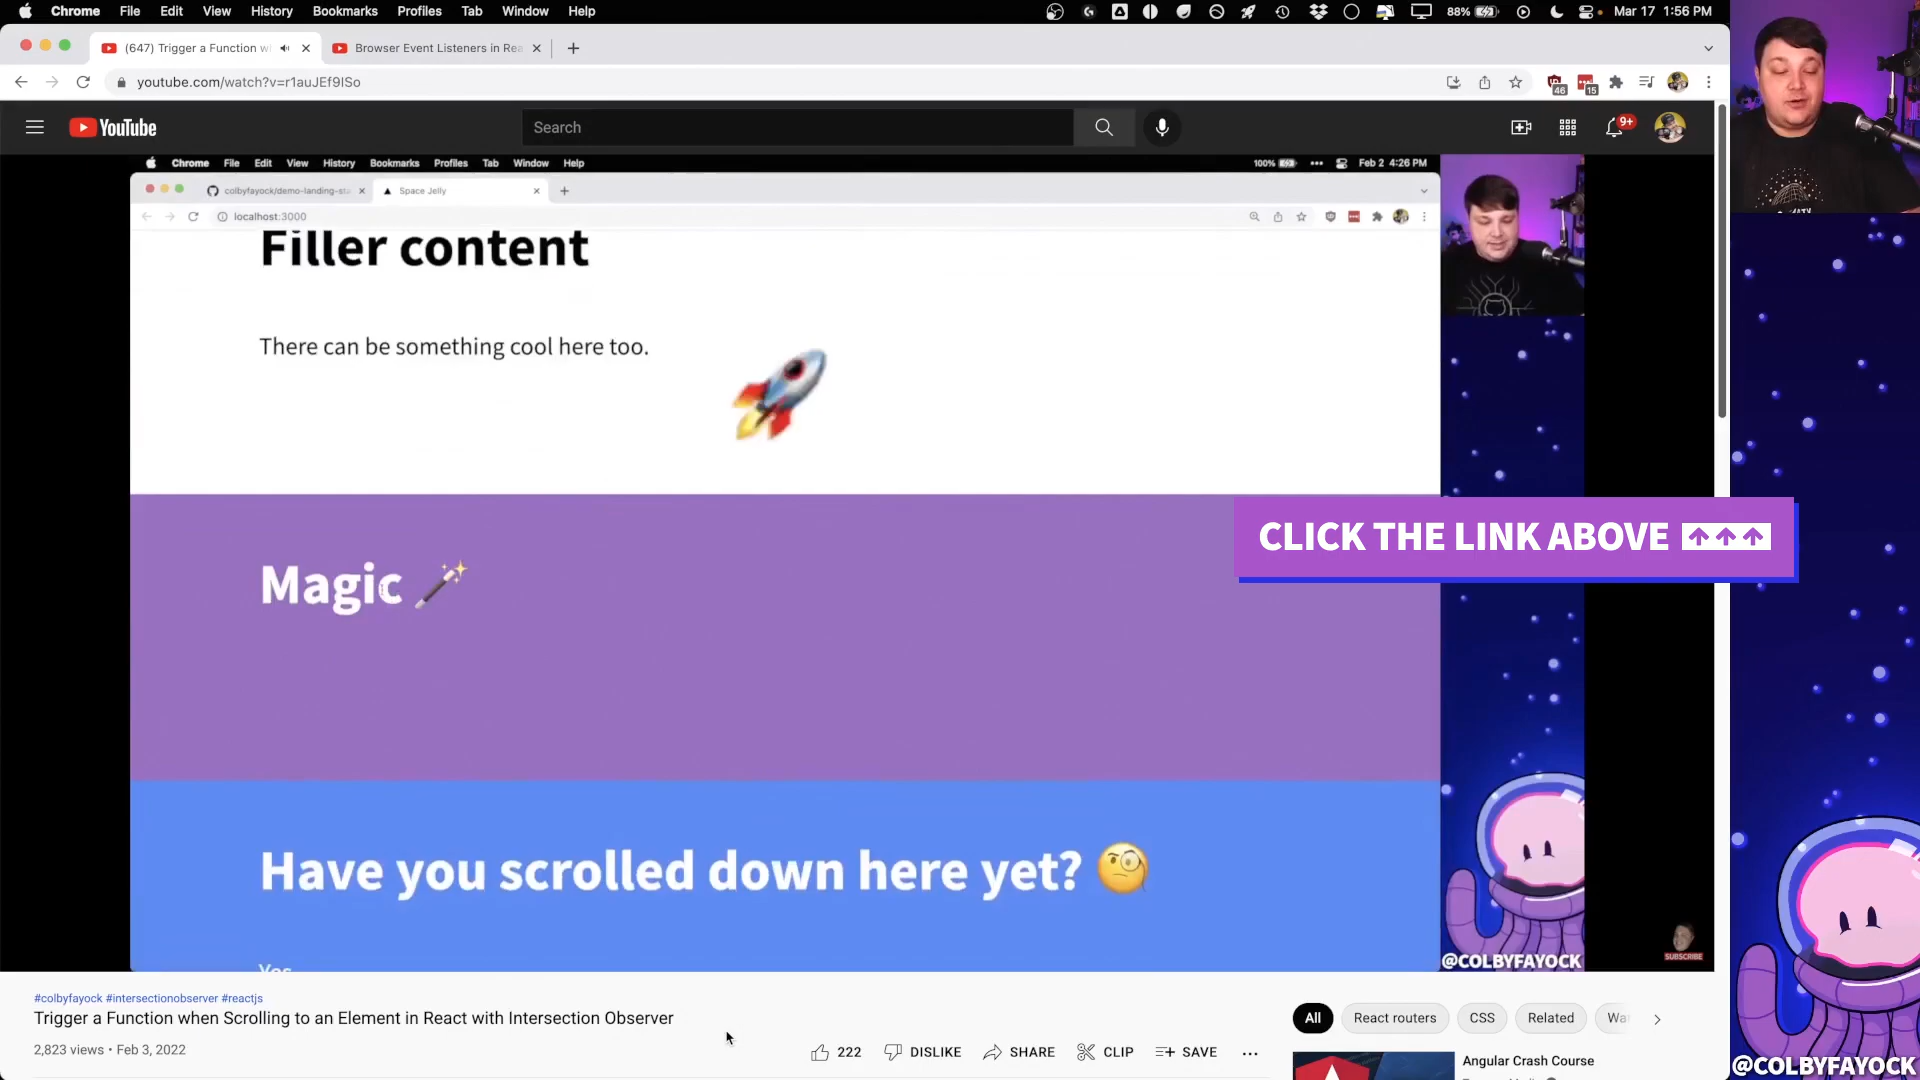 Chrome File Edit View History Bookmarks Profiles Tab Window Help 88% Mar 17 1:56 PM
(647) Trigger a Function w
Browser Event Listeners in Rea
youtube.com/watch?v=r1auJEf9ISo
46
15
YouTube
Search
9+
Chrome File Edit View History Bookmarks Profiles Tab Window Help 100% Feb 2 4:26 PM
colbyfayock/demo-landing-sta
Space Jelly
localhost:3000
Filler content
There can be something cool here too.
Magic
CLICK THE LINK ABOVE
Have you scrolled down here yet?
Yes
SUBSCRIBE
@COLBYFAYOCK
#colbyfayock #intersectionobserver #reactjs
Trigger a Function when Scrolling to an Element in React with Intersection Observer
2,823 views • Feb 3, 2022
222 DISLIKE SHARE CLIP SAVE
All React routers CSS Related Wa
Angular Crash Course
@COLBYFAYOCK